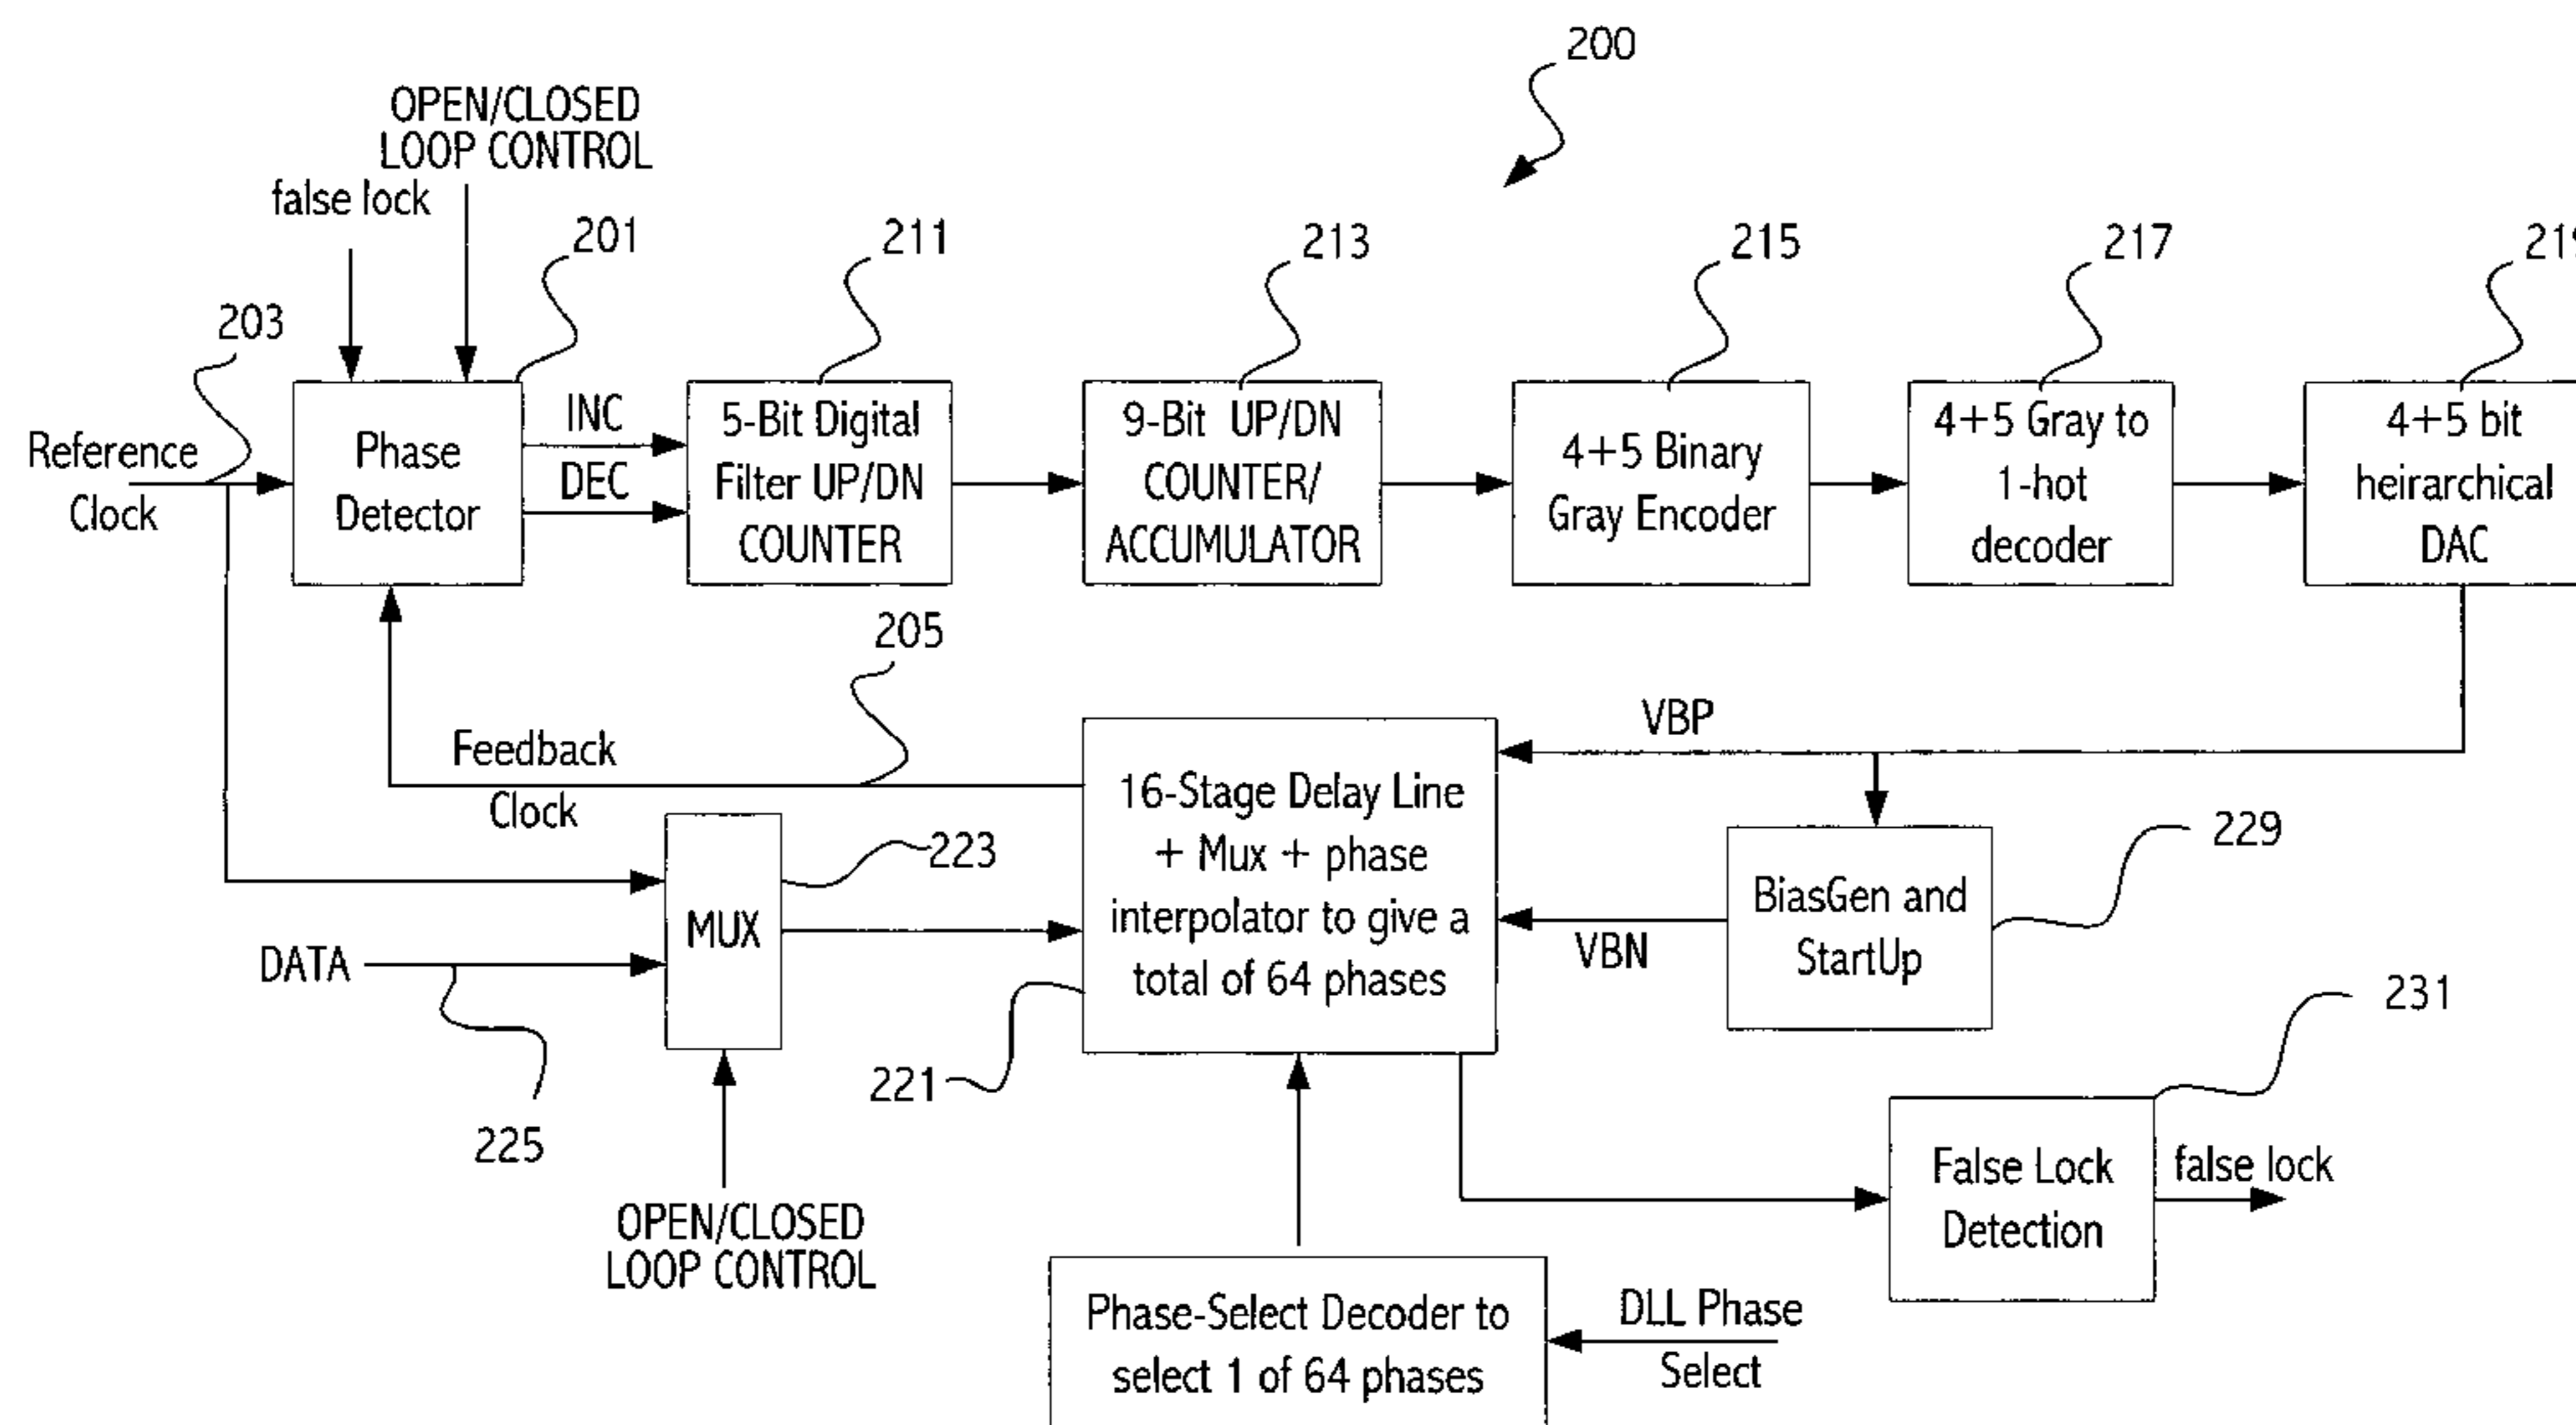 200
OPEN/CLOSED
LOOP CONTROL
false lock
201
211
213
215
217
203
Reference
Clock
Phase
Detector
INC
DEC
5-Bit Digital
Filter UP/DN
COUNTER
9-Bit UP/DN
COUNTER/
ACCUMULATOR
4+5 Binary
Gray Encoder
4+5 Gray to
1-hot
decoder
4+5 bit
heirarchical
DAC
205
Feedback
Clock
VBP
16-Stage Delay Line
+ Mux + phase
interpolator to give a
total of 64 phases
223
MUX
DATA
225
VBN
BiasGen and
StartUp
229
221
231
OPEN/CLOSED
LOOP CONTROL
False Lock
Detection
false lock
Phase-Select Decoder to
select 1 of 64 phases
DLL Phase
Select